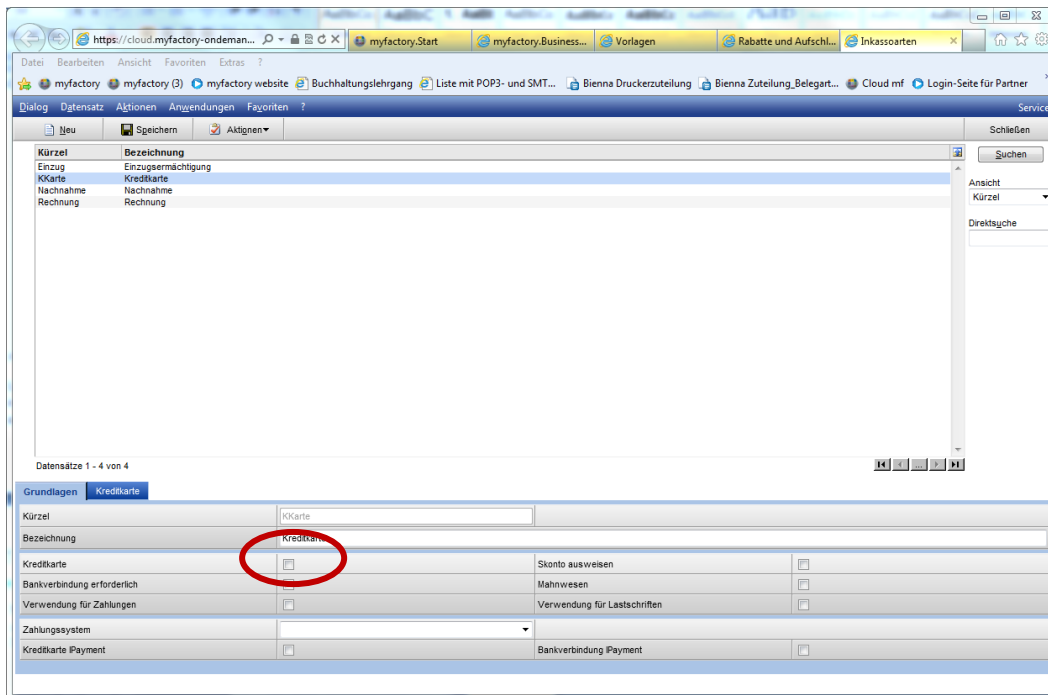 https://cloud.myfactory-ondeman... myfactory.Start myfactory.Business... Vorlagen Rabatte und Aufschl... Inkassoarten
Datei Bearbeiten Ansicht Favoriten Extras ?
myfactory myfactory (3) myfactory website Buchhaltungslehrgang Liste mit POP3- und SMT... Bienna Druckerzuteilung Bienna Zuteilung_Belegart... Cloud mf Login-Seite für Partner
Dialog Datensatz Aktionen Anwendungen Favoriten ? Service
Neu Speichern Aktionen Schließen
Kürzel Bezeichnung Suchen
Einzug Einzugsermächtigung
KKarte Kreditkarte
Nachnahme Nachnahme
Rechnung Rechnung
Ansicht
Kürzel
Direktsuche
Datensätze 1 - 4 von 4
...
Grundlagen Kreditkarte
Kürzel KKarte
Bezeichnung Kreditkarte
Kreditkarte Skonto ausweisen
Bankverbindung erforderlich Mahnwesen
Verwendung für Zahlungen Verwendung für Lastschriften
Zahlungssystem
Kreditkarte IPayment Bankverbindung IPayment